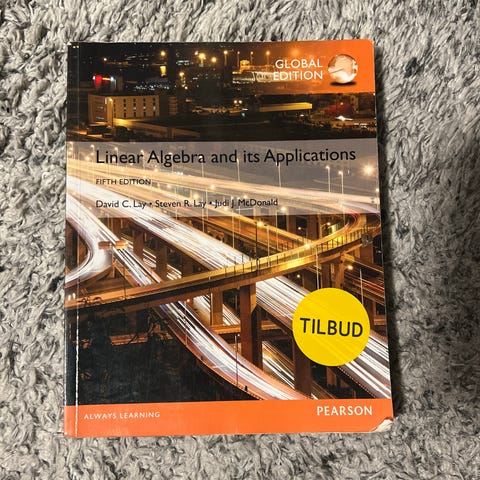 GLOBAL
EDITION
Linear Algebra and its Applications
FIFTH EDITION
David C. Lay • Steven R. Lay • Judi J. McDonald
TILBUD
ALWAYS LEARNING
PEARSON